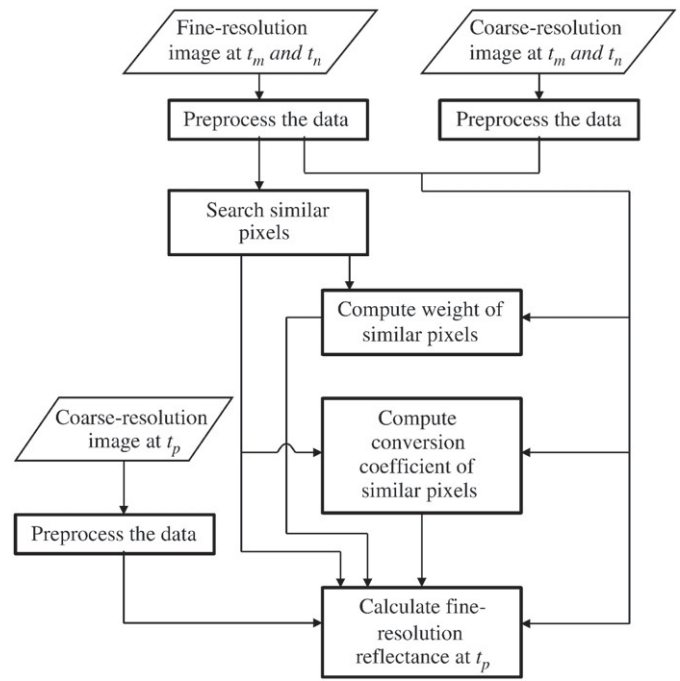 Fine-resolution
image at tm and tn
Coarse-resolution
image at tm and tn
Preprocess the data
Preprocess the data
Search similar
pixels
Compute weight of
similar pixels
Coarse-resolution
image at tp
Compute
conversion
coefficient of
similar pixels
Preprocess the data
Calculate fine-
resolution
reflectance at tp